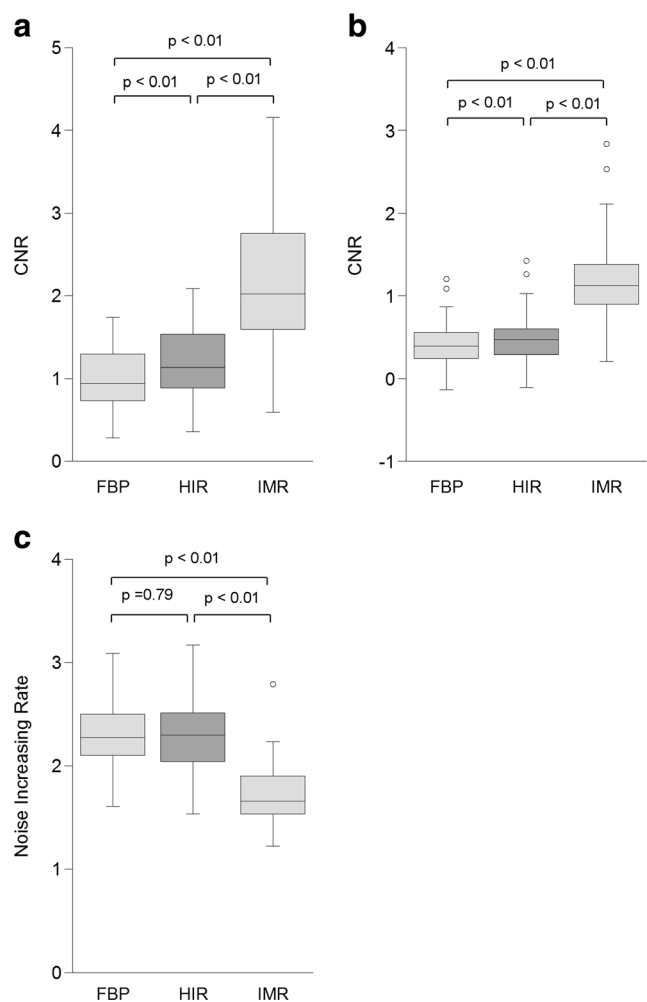 a
p < 0.01
p < 0.01 p < 0.01
CNR
5
4
3
2
1
0
FBP HIR IMR
b
p < 0.01
p < 0.01 p < 0.01
CNR
4
3
2
1
0
-1
FBP HIR IMR
c
p < 0.01
p =0.79 p < 0.01
Noise Increasing Rate
4
3
2
1
0
FBP HIR IMR